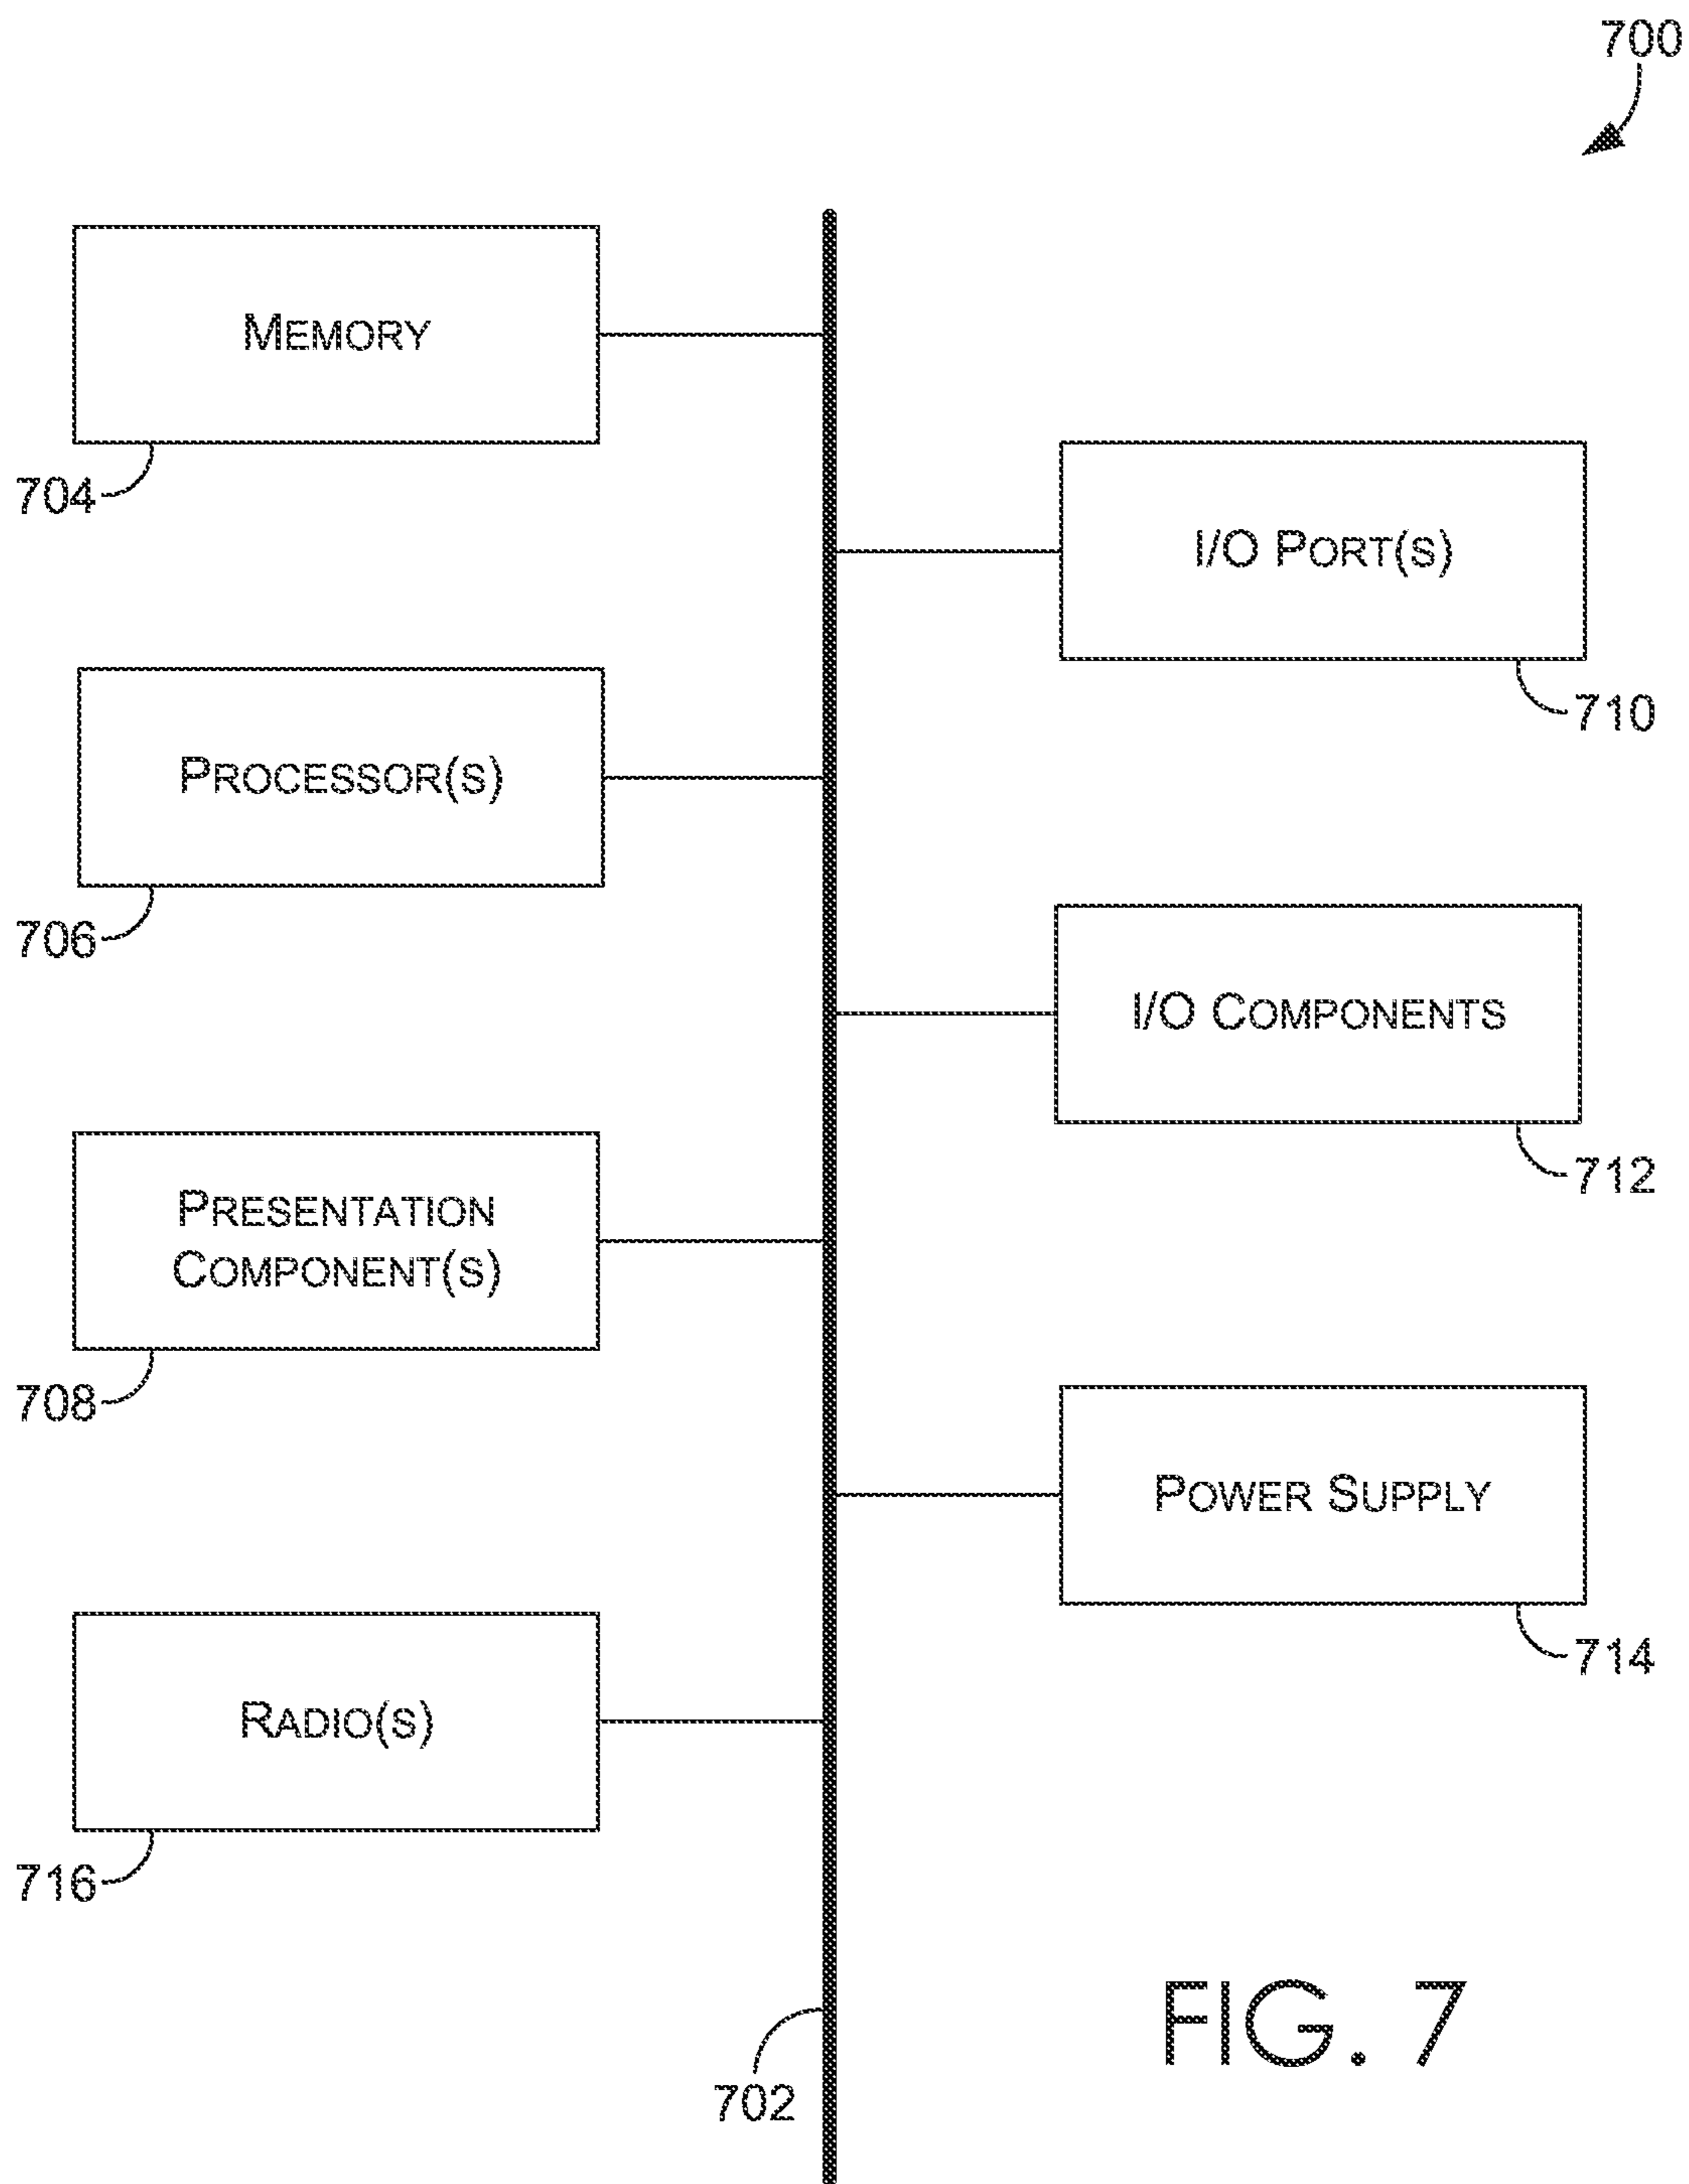 700
MEMORY
704
I/O PORT(S)
710
PROCESSOR(S)
706
I/O COMPONENTS
712
PRESENTATION
COMPONENT(S)
708
POWER SUPPLY
714
RADIO(S)
716
702
FIG. 7